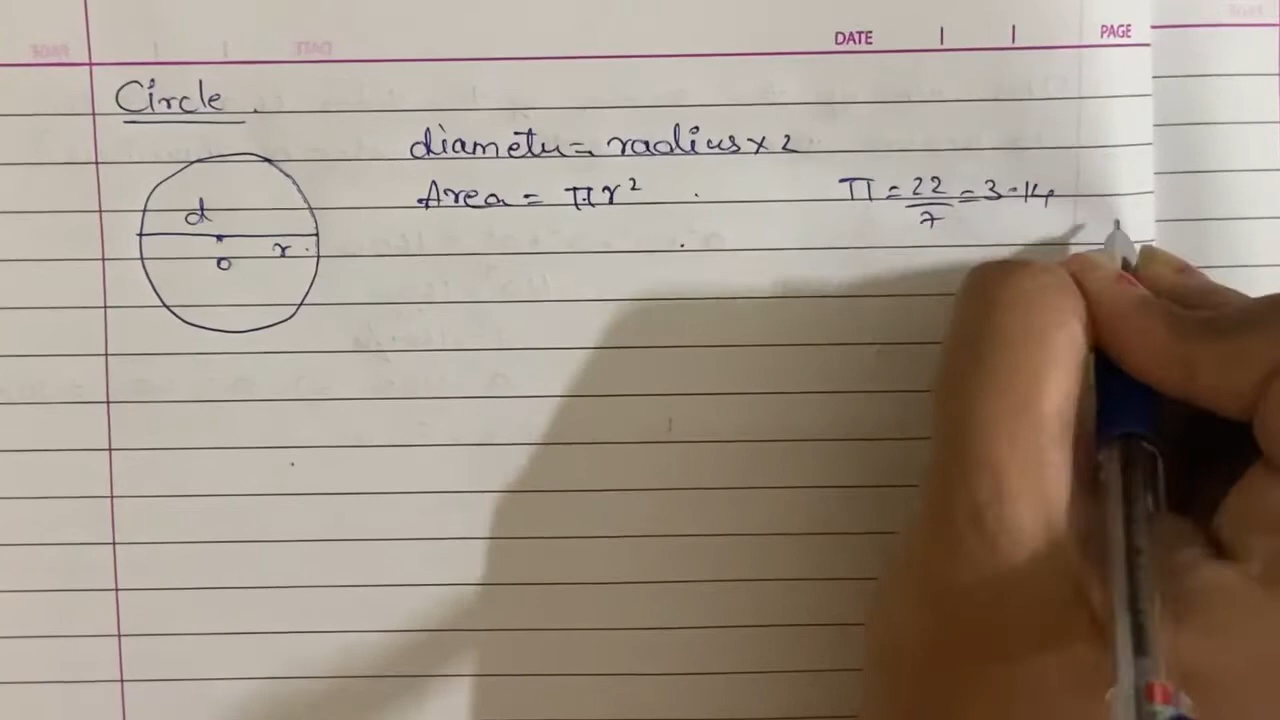 DATE PAGE
Circle
diameter = radius x 2
Area = πr² π = 22/7 = 3.14
d
r
o